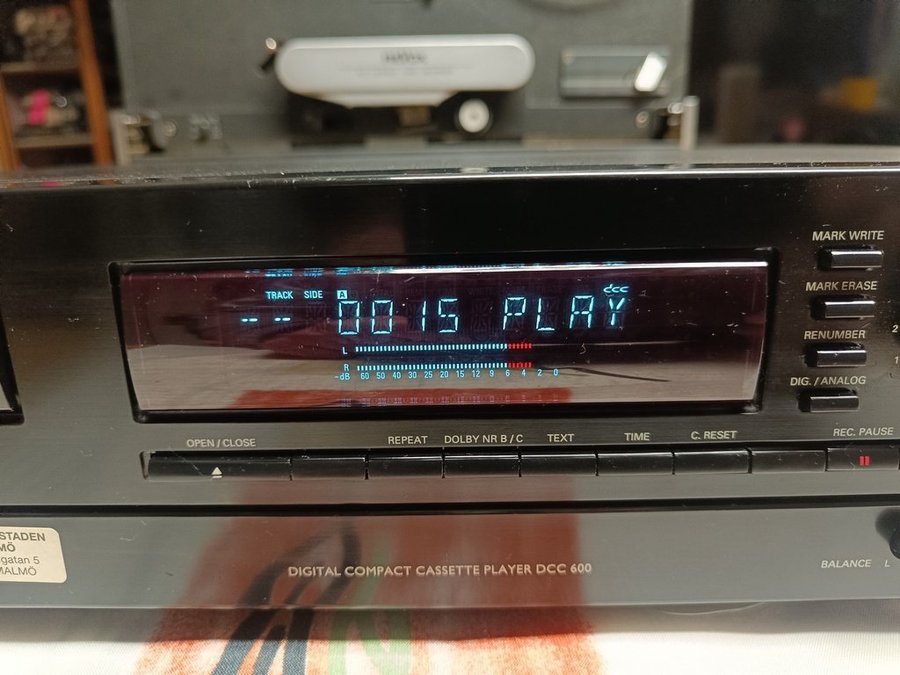 MARK WRITE
MARK ERASE
RENUMBER
DIG. / ANALOG
dcc
TRACK SIDE A
-- -- 0015 PLAY
L
R
-dB 60 50 40 30 25 20 15 12 9 6 4 2 0
2
1
OPEN / CLOSE REPEAT DOLBY NR B / C TEXT TIME C. RESET REC. PAUSE
STADEN
MÖ
gatan 5
MALMÖ
DIGITAL COMPACT CASSETTE PLAYER DCC 600
BALANCE L